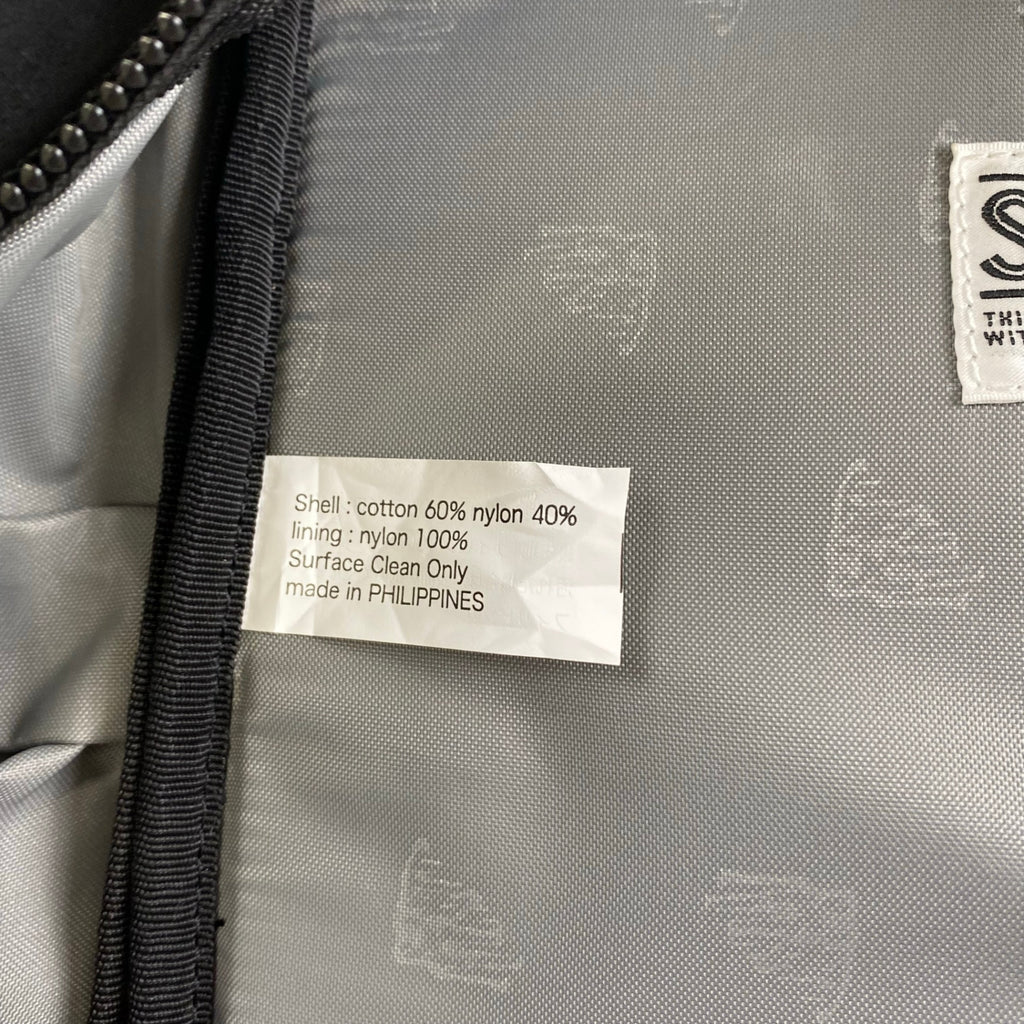 Shell : cotton 60% nylon 40%
lining : nylon 100%
Surface Clean Only
made in PHILIPPINES
S